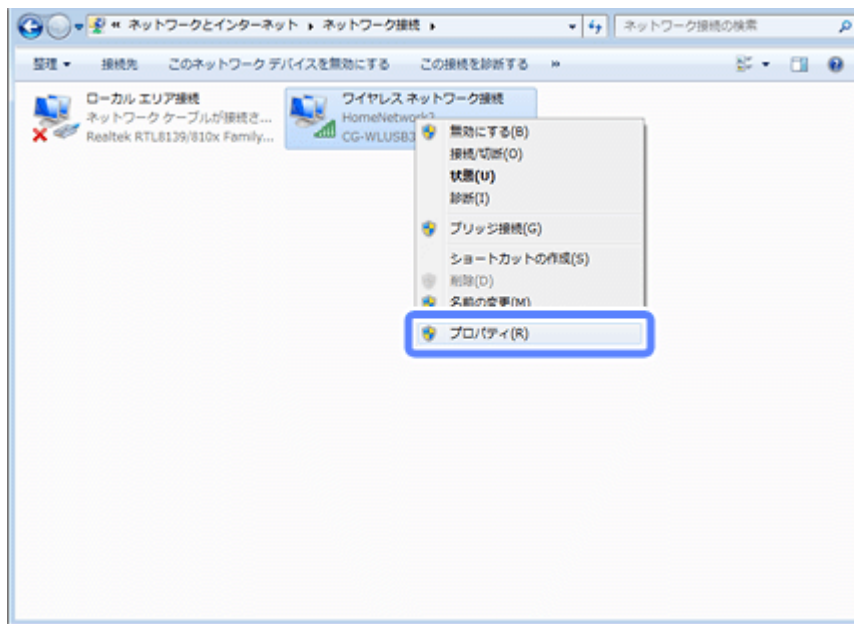 « ネットワークとインターネット ▸ ネットワーク接続 ▸
ネットワーク接続の検索
整理 ▼ 接続先 このネットワーク デバイスを無効にする この接続を診断する »
ローカル エリア接続
ネットワーク ケーブルが接続さ...
Realtek RTL8139/810x Family...
ワイヤレス ネットワーク接続
HomeNetwork2
CG-WLUSB3
無効にする(B)
接続/切断(O)
状態(U)
診断(I)
ブリッジ接続(G)
ショートカットの作成(S)
削除(D)
名前の変更(M)
プロパティ(R)